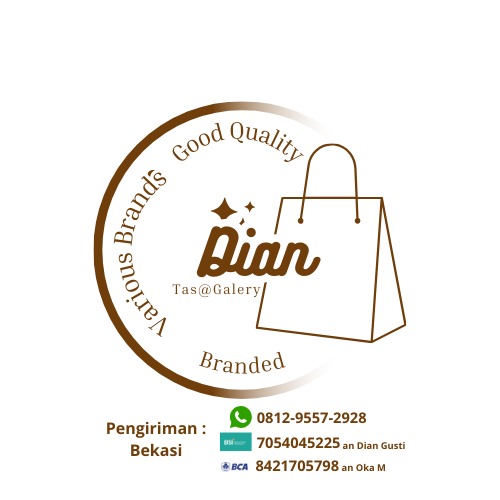 Good Quality
Various Brands
Dian
Tas@Galery
Branded
Pengiriman :
Bekasi
0812-9557-2928
BSI
7054045225 an Dian Gusti
BCA 8421705798 an Oka M